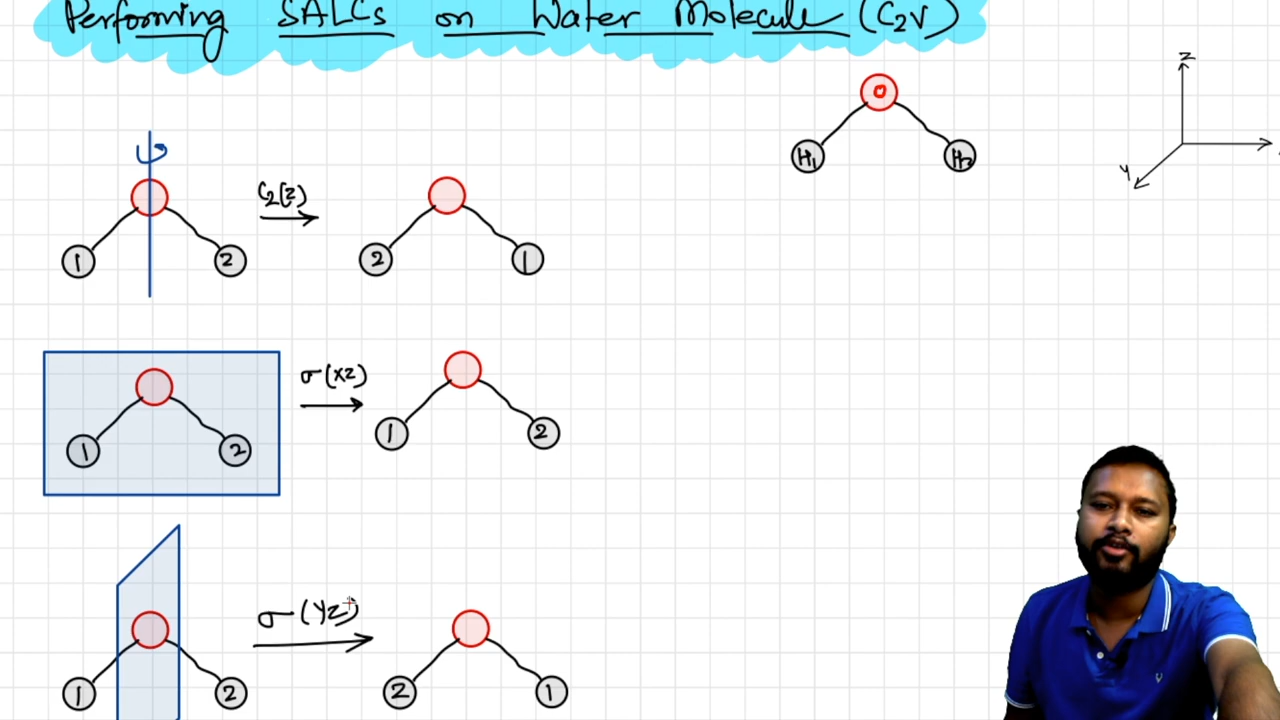 Performing SALCs on Water Molecule (C2V)
O
H1 H2
Z
Y
C2(z)
1 2
2 1
σ(xz)
1 2
1 2
σ(yz)
1 2
2 1